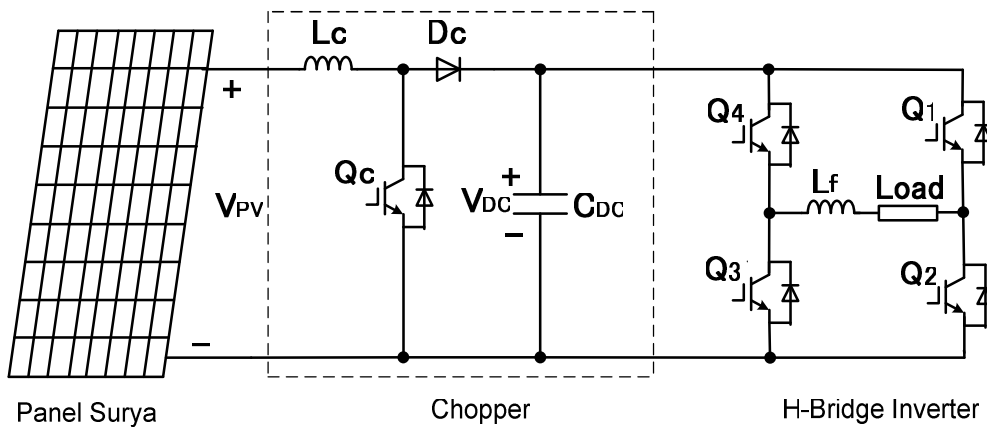 Lc
Dc
+
Q4
Q1
Qc
VPV
VDC
+
−
CDC
Lf
Load
Q3
Q2
−
Panel Surya
Chopper
H-Bridge Inverter